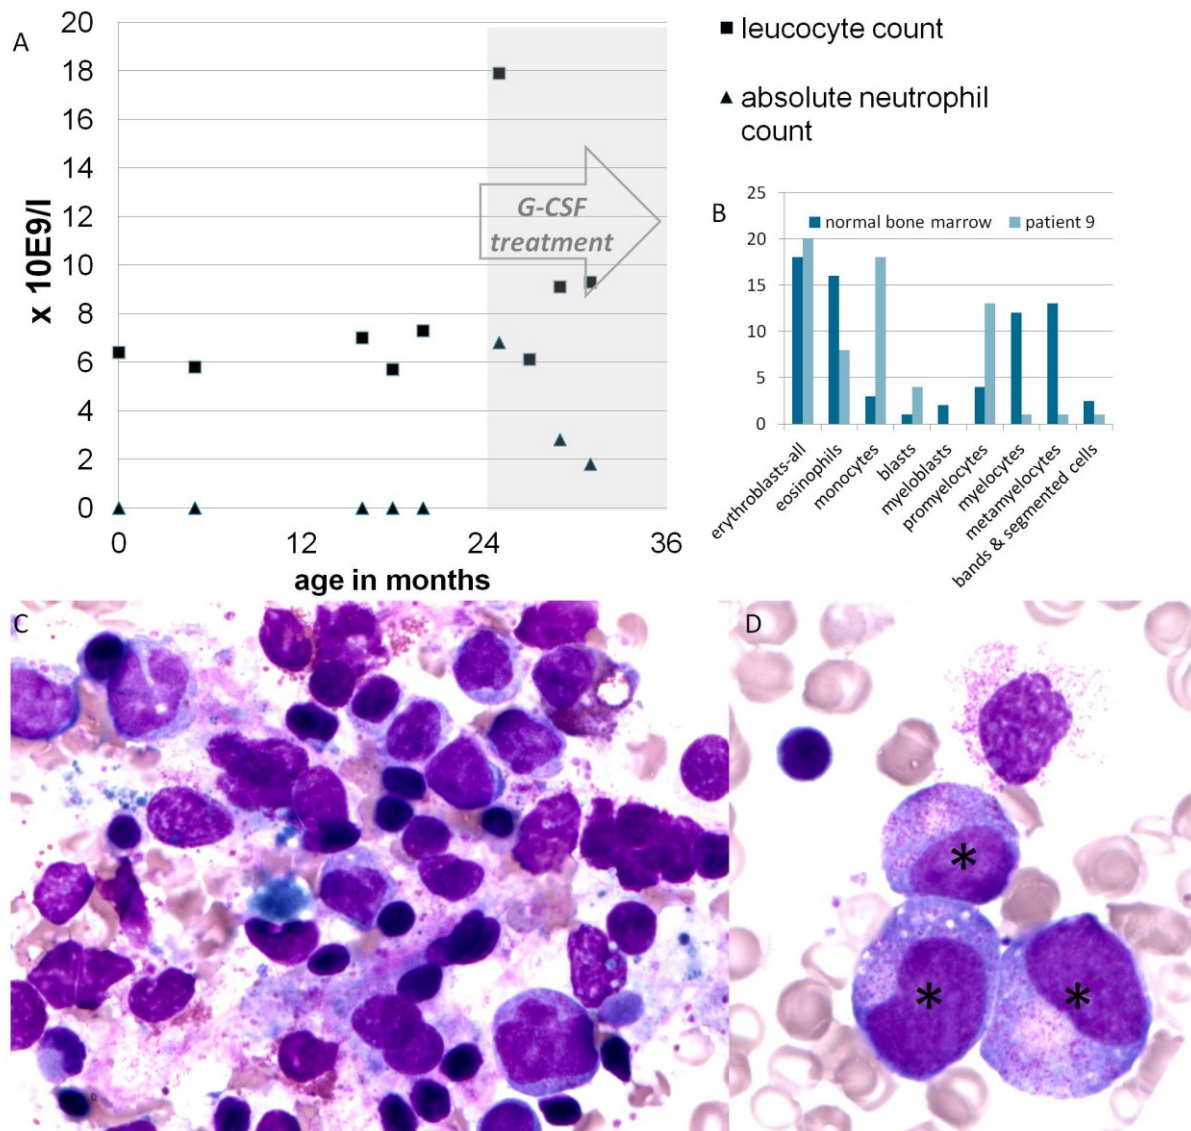 A
20
18
16
14
12
10
8
6
4
2
0
x 10E9/l
0 12 24 36
age in months
G-CSF
treatment
leucocyte count
absolute neutrophil
count
B
25
20
15
10
5
0
normal bone marrow patient 9
erythroblasts-all
eosinophils
monocytes
blasts
myeloblasts
promyelocytes
myelocytes
metamyelocytes
bands & segmented cells
C
D
*
*
*